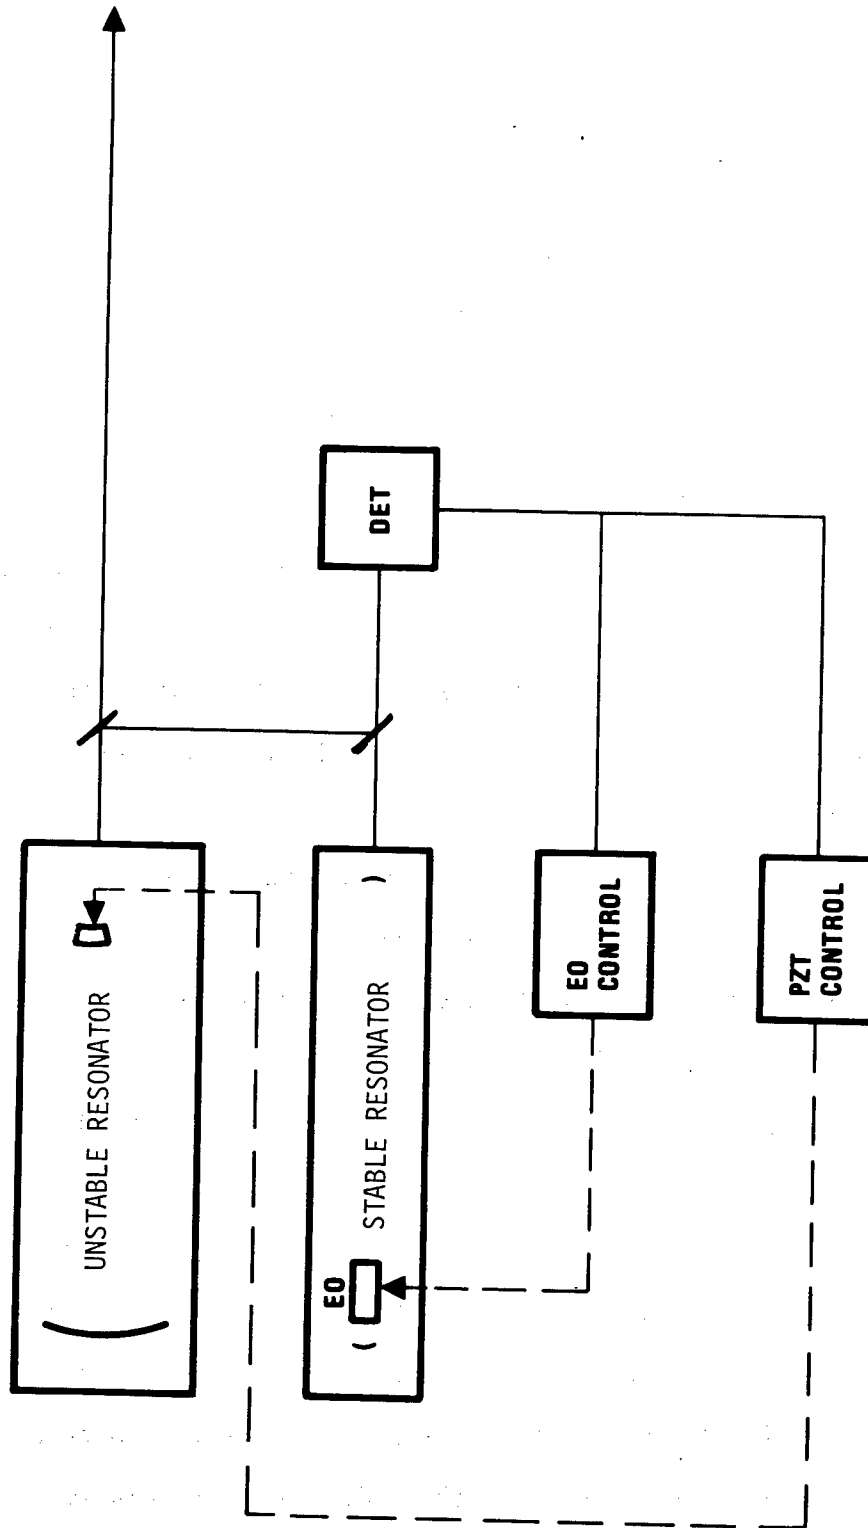 UNSTABLE RESONATOR
EO
STABLE RESONATOR
DET
EO
CONTROL
PZT
CONTROL